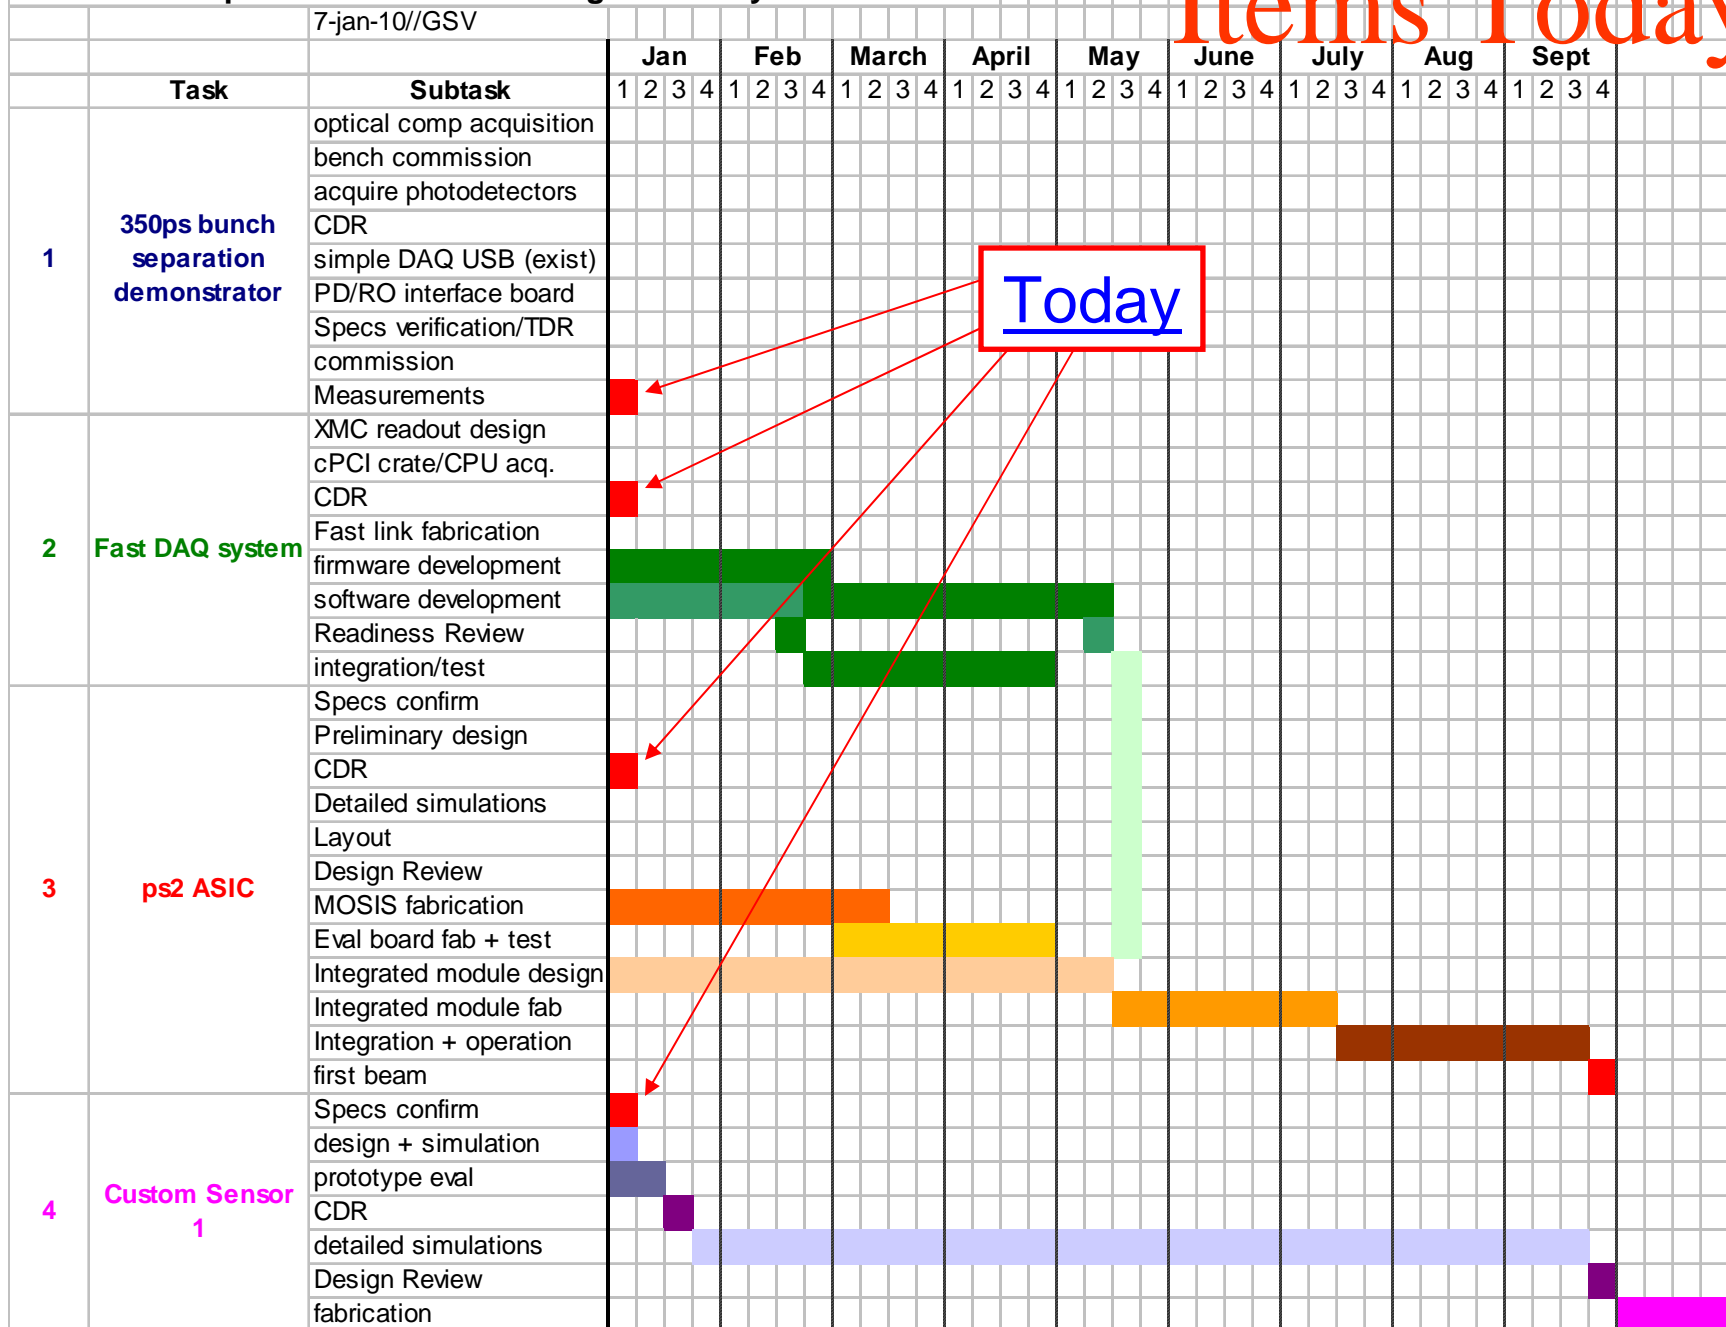 Items Today
7-jan-10//GSV
Jan Feb March April May June July Aug Sept
Task Subtask 1 2 3 4 1 2 3 4 1 2 3 4 1 2 3 4 1 2 3 4 1 2 3 4 1 2 3 4 1 2 3 4 1 2 3 4
optical comp acquisition
bench commission
acquire photodetectors
CDR
simple DAQ USB (exist)
PD/RO interface board
Specs verification/TDR
commission
Measurements
1 350ps bunch
separation
demonstrator
Today
XMC readout design
cPCI crate/CPU acq.
CDR
Fast link fabrication
firmware development
software development
Readiness Review
integration/test
2 Fast DAQ system
Specs confirm
Preliminary design
CDR
Detailed simulations
Layout
Design Review
MOSIS fabrication
Eval board fab + test
Integrated module design
Integrated module fab
Integration + operation
first beam
3 ps2 ASIC
Specs confirm
design + simulation
prototype eval
CDR
detailed simulations
Design Review
fabrication
4 Custom Sensor
1